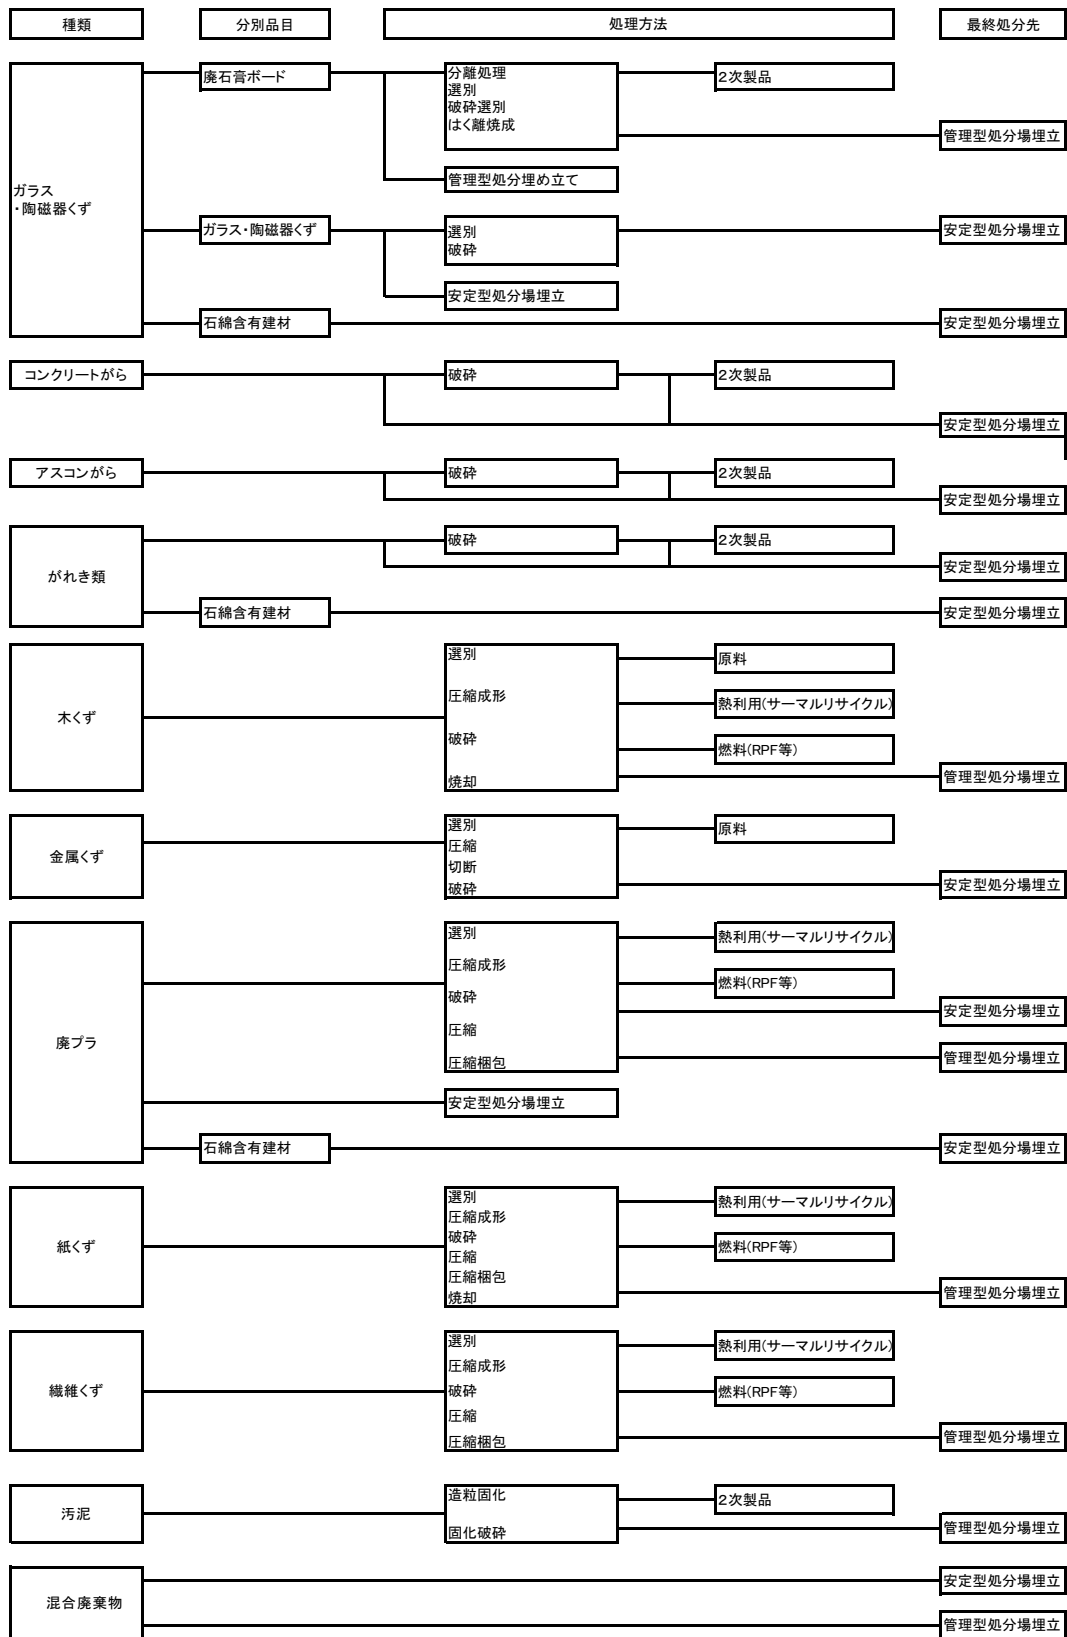 種類
分別品目
処理方法
最終処分先
ガラス
・陶磁器くず
廃石膏ボード
分離処理
選別
破砕選別
はく離焼成
2次製品
管理型処分場埋立
管理型処分埋め立て
ガラス・陶磁器くず
選別
破砕
安定型処分場埋立
安定型処分場埋立
石綿含有建材
安定型処分場埋立
コンクリートがら
破砕
2次製品
安定型処分場埋立
アスコンがら
破砕
2次製品
安定型処分場埋立
がれき類
破砕
2次製品
安定型処分場埋立
石綿含有建材
安定型処分場埋立
木くず
選別
圧縮成形
破砕
焼却
原料
熱利用(サーマルリサイクル)
燃料(RPF等)
管理型処分場埋立
金属くず
選別
圧縮
切断
破砕
原料
安定型処分場埋立
廃プラ
選別
圧縮成形
破砕
圧縮
圧縮梱包
熱利用(サーマルリサイクル)
燃料(RPF等)
安定型処分場埋立
管理型処分場埋立
安定型処分場埋立
石綿含有建材
安定型処分場埋立
紙くず
選別
圧縮成形
破砕
圧縮
圧縮梱包
焼却
熱利用(サーマルリサイクル)
燃料(RPF等)
管理型処分場埋立
繊維くず
選別
圧縮成形
破砕
圧縮
圧縮梱包
熱利用(サーマルリサイクル)
燃料(RPF等)
管理型処分場埋立
汚泥
造粒固化
固化破砕
2次製品
管理型処分場埋立
混合廃棄物
安定型処分場埋立
管理型処分場埋立